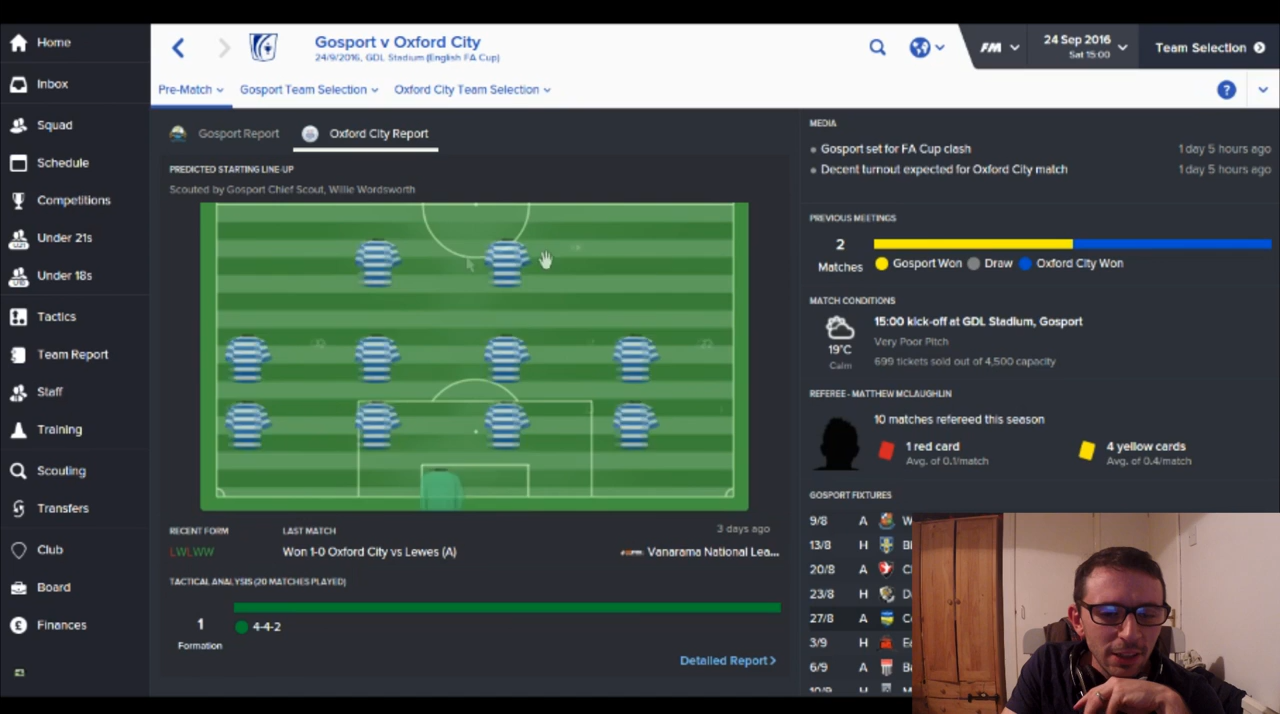 Home
Inbox
Squad
Schedule
Competitions
Under 21s
Under 18s
Tactics
Team Report
Staff
Training
Scouting
Transfers
Club
Board
Finances
Gosport v Oxford City
24/9/2016, GDL Stadium (English FA Cup)
FM
24 Sep 2016
Sat 15:00
Team Selection
Pre-Match
Gosport Team Selection
Oxford City Team Selection
?
Gosport Report
Oxford City Report
PREDICTED STARTING LINE-UP
Scouted by Gosport Chief Scout, Willie Wordsworth
RECENT FORM
LWLWW
LAST MATCH
3 days ago
Won 1-0 Oxford City vs Lewes (A)
Vanarama National Lea...
TACTICAL ANALYSIS (20 MATCHES PLAYED)
1
Formation
4-4-2
Detailed Report
MEDIA
Gosport set for FA Cup clash 1 day 5 hours ago
Decent turnout expected for Oxford City match 1 day 5 hours ago
PREVIOUS MEETINGS
2
Matches
Gosport Won Draw Oxford City Won
MATCH CONDITIONS
19°C
Calm
15:00 kick-off at GDL Stadium, Gosport
Very Poor Pitch
699 tickets sold out of 4,500 capacity
REFEREE - MATTHEW MCLAUGHLIN
10 matches refereed this season
1 red card
Avg. of 0.1/match
4 yellow cards
Avg. of 0.4/match
GOSPORT FIXTURES
9/8 A W
13/8 H Bl
20/8 A
23/8 H
27/8 A
3/9 H
6/9 A
10/9 H